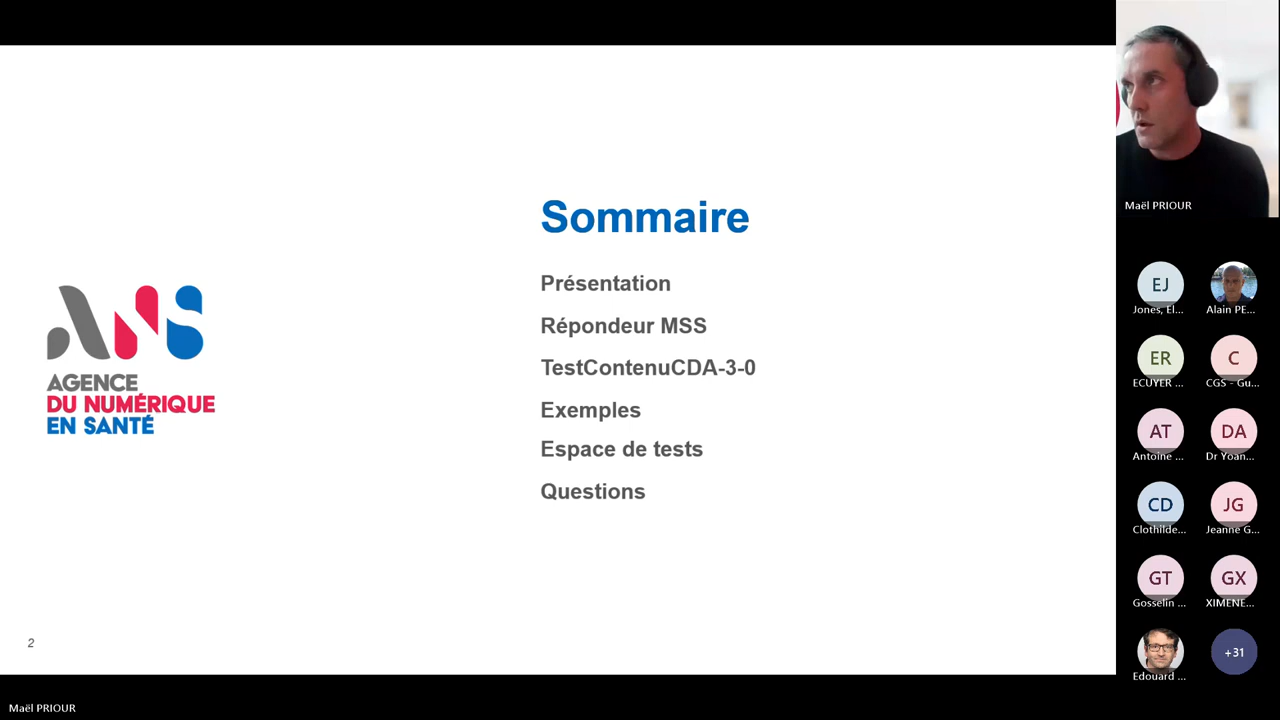 Sommaire
Présentation
Répondeur MSS
TestContenuCDA-3-0
Exemples
Espace de tests
Questions
ANS
AGENCE
DU NUMÉRIQUE
EN SANTÉ
2
Maël PRIOUR
EJ
Jones, El...
Alain PE...
ER
ECUYER ...
C
CGS - Gu...
AT
Antoine ...
DA
Dr Yoan...
CD
Clothilde...
JG
Jeanne G...
GT
Gosselin ...
GX
XIMENE...
Edouard ...
+31
Maël PRIOUR